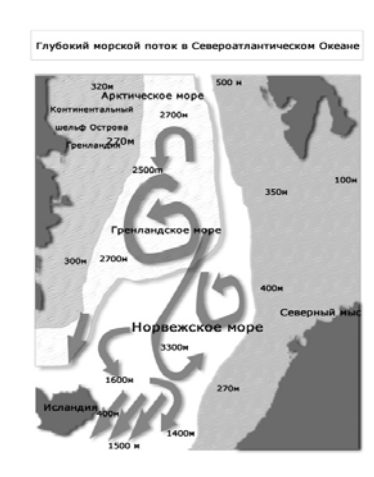 Глубокий морской поток в Североатлантическом Океане
320м
500 м
Арктическое море
Континентальный
2700м
шельф Острова
270м
Гренландия
2500m
100м
350м
Гренландское море
300м
2700м
400м
Северный мыс
Норвежское море
3300м
1600м
270м
Исландия
400м
1400м
1500 м